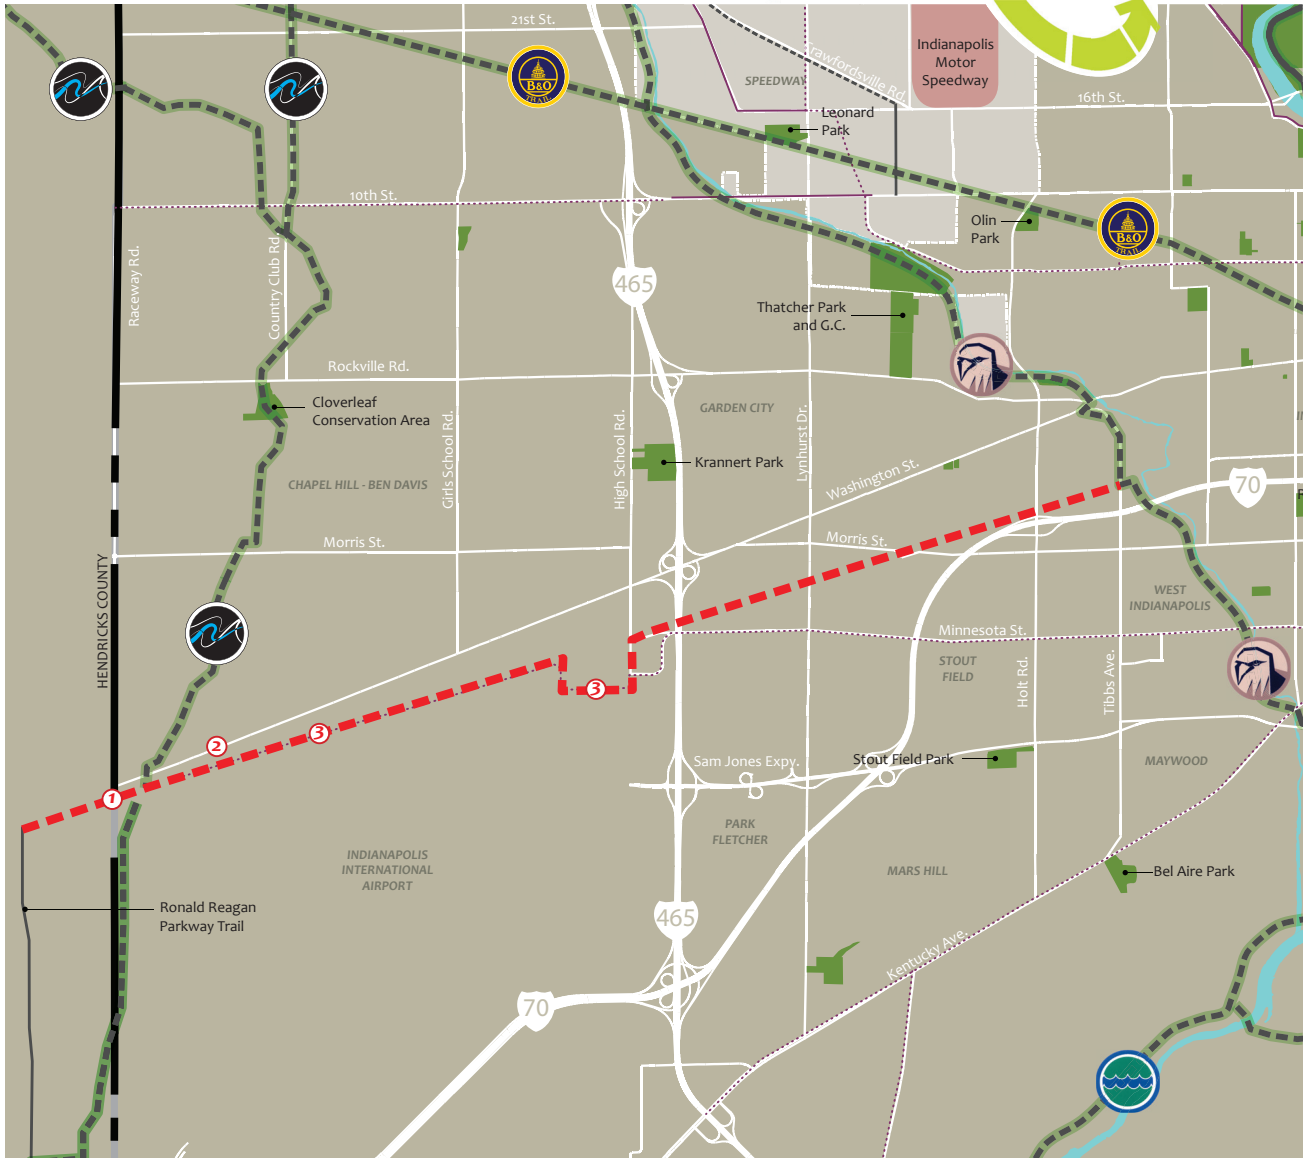 21st St.
Indianapolis
Motor
Speedway
B&O
TRAIL
SPEEDWAY
Crawfordsville Rd.
16th St.
Leonard
Park
10th St.
Olin
Park
B&O
TRAIL
Raceway Rd.
Country Club Rd.
465
Thatcher Park
and G.C.
Rockville Rd.
Cloverleaf
Conservation Area
GARDEN CITY
Girls School Rd.
High School Rd.
Lynhurst Dr.
Krannert Park
Washington St.
CHAPEL HILL - BEN DAVIS
70
Morris St.
Morris St.
HENDRICKS COUNTY
WEST
INDIANAPOLIS
Minnesota St.
STOUT
FIELD
Holt Rd.
Tibbs Ave.
3
2
3
Sam Jones Expy.
Stout Field Park
MAYWOOD
1
PARK
FLETCHER
INDIANAPOLIS
INTERNATIONAL
AIRPORT
MARS HILL
Bel Aire Park
Ronald Reagan
Parkway Trail
465
Kentucky Ave.
70